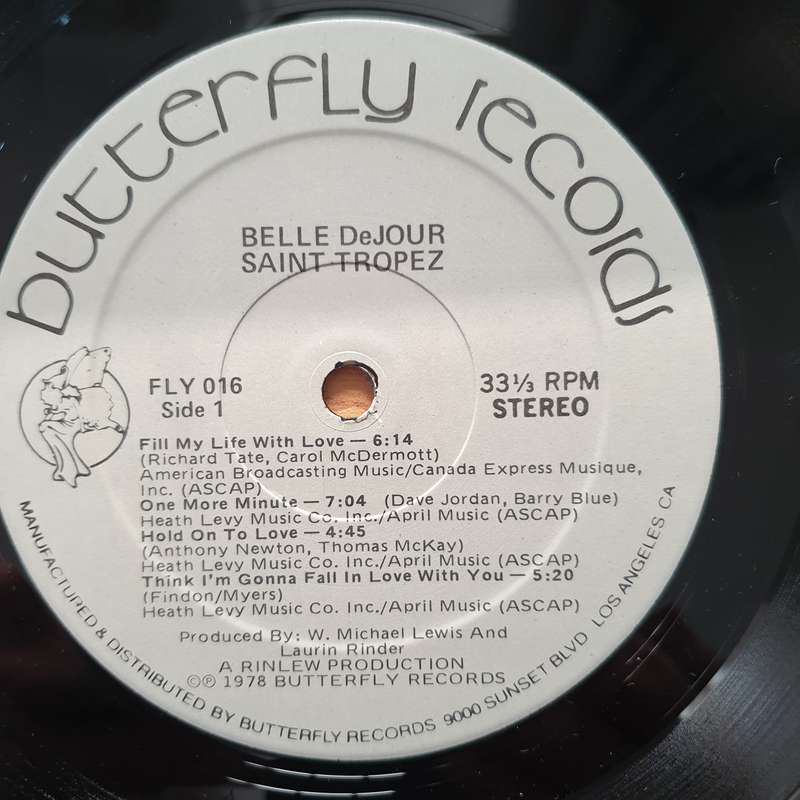 butterfly records
BELLE DeJOUR
SAINT TROPEZ
FLY 016
Side 1
33⅓ RPM
STEREO
Fill My Life With Love — 6:14
(Richard Tate, Carol McDermott)
American Broadcasting Music/Canada Express Musique,
Inc. (ASCAP)
One More Minute — 7:04 (Dave Jordan, Barry Blue)
Heath Levy Music Co. Inc./April Music (ASCAP)
Hold On To Love — 4:45
(Anthony Newton, Thomas McKay)
Heath Levy Music Co. Inc./April Music (ASCAP)
Think I'm Gonna Fall In Love With You — 5:20
(Findon/Myers)
Heath Levy Music Co. Inc./April Music (ASCAP)
Produced By: W. Michael Lewis And
Laurin Rinder
A RINLEW PRODUCTION
©℗ 1978 BUTTERFLY RECORDS
MANUFACTURED & DISTRIBUTED BY BUTTERFLY RECORDS 9000 SUNSET BLVD LOS ANGELES CA